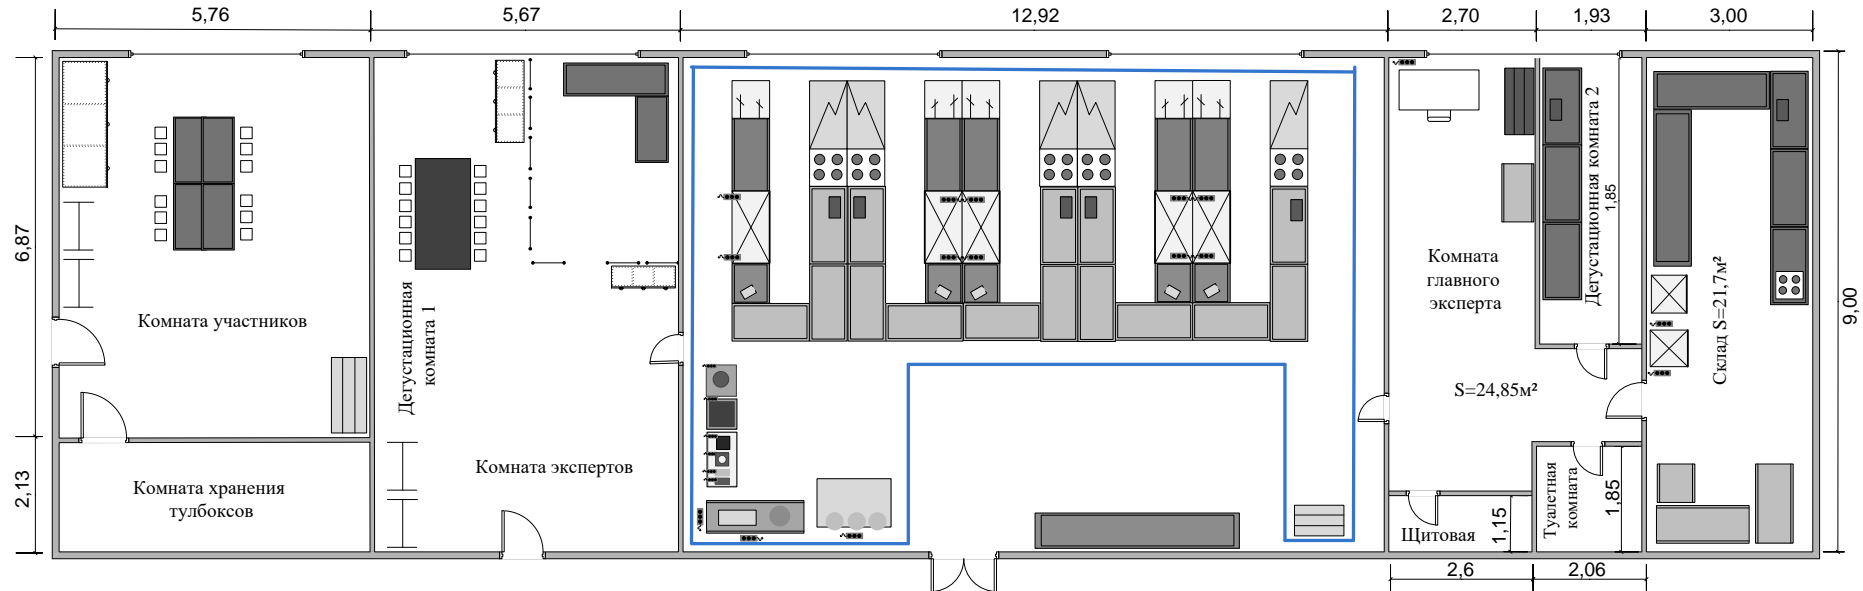 5,76
5,67
12,92
2,70
1,93
3,00
6,87
2,13
Комната участников
Комната хранения
тулбоксов
Дегустационная
комната 1
Комната экспертов
Комната
главного
эксперта
S=24,85м²
Дегустационная комната 2
1,85
Склад S=21,7м²
9,00
Щитовая
1,15
Туалетная
комната
1,85
2,6
2,06